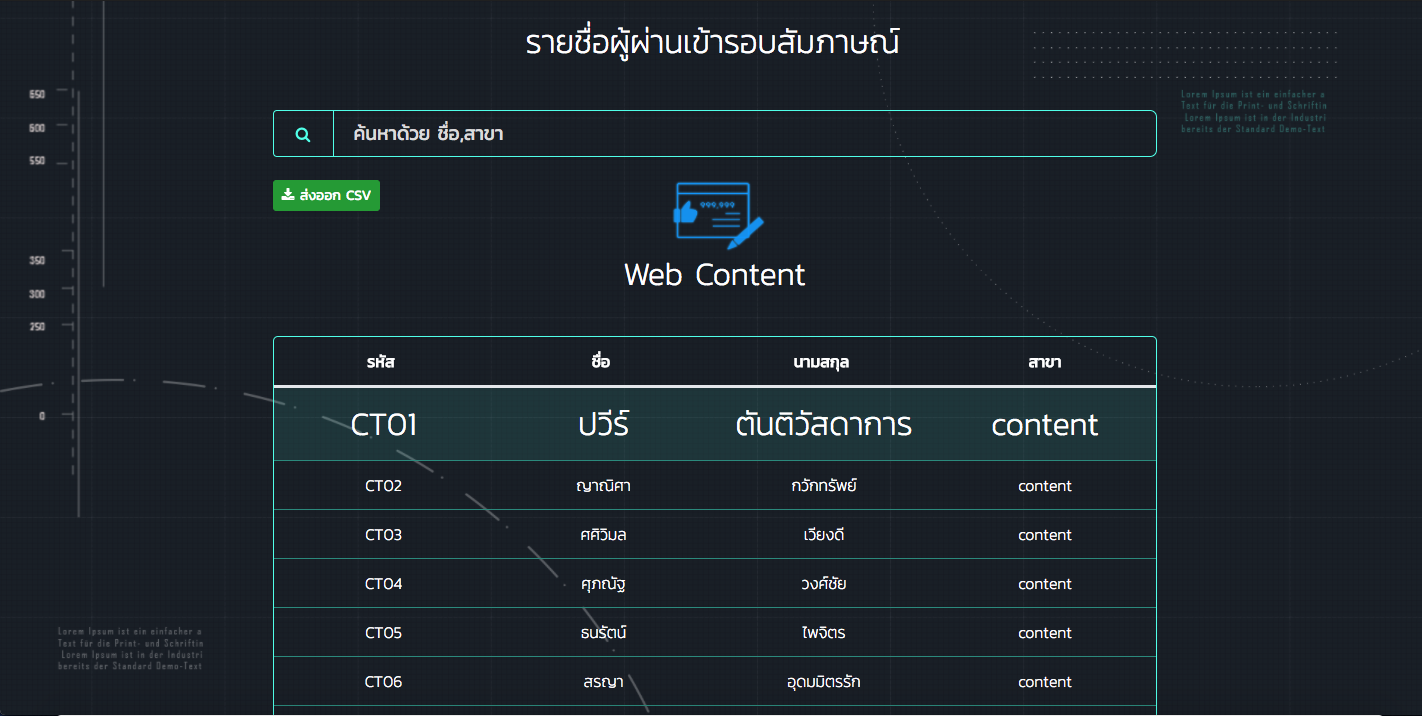 รายชื่อผู้ผ่านเข้ารอบสัมภาษณ์
Lorem Ipsum ist ein einfacher a
Text für die Print- und Schriftin
Lorem Ipsum ist in der Industri
bereits der Standard Demo-Text
650
600
550
350
300
250
0
ค้นหาด้วย ชื่อ,สาขา
ส่งออก CSV
999,999
Web Content
รหัส ชื่อ นามสกุล สาขา
CT01 ปวีร์ ตันติวัสดาการ content
CT02 ญาณิศา กวักทรัพย์ content
CT03 ศศิวิมล เวียงดี content
CT04 ศุภณัฐ วงศ์ชัย content
CT05 ธนรัตน์ ไพจิตร content
CT06 สรญา อุดมมิตรรัก content
Lorem Ipsum ist ein einfacher a
Text für die Print- und Schriftin
Lorem Ipsum ist in der Industri
bereits der Standard Demo-Text